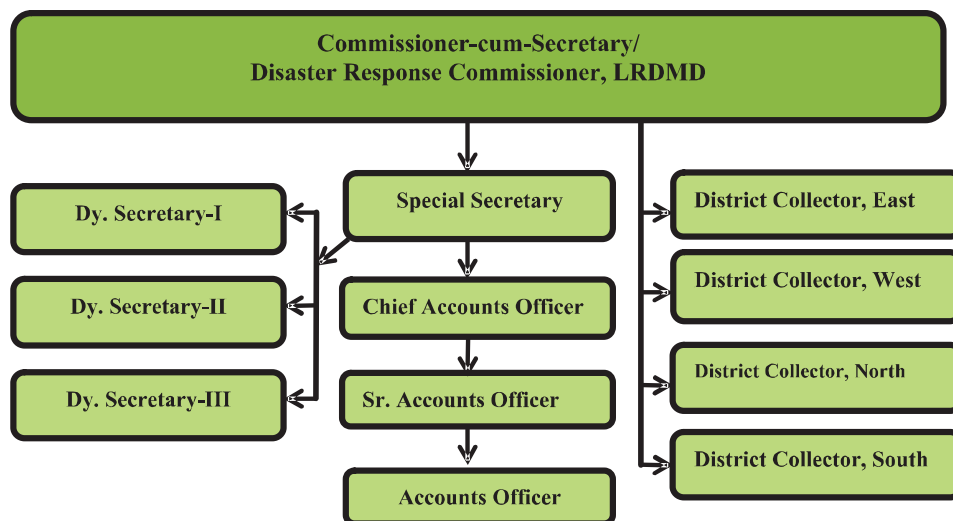 Commissioner-cum-Secretary/
Disaster Response Commissioner, LRDMD
Special Secretary
Dy. Secretary-I
Dy. Secretary-II
Dy. Secretary-III
Chief Accounts Officer
Sr. Accounts Officer
Accounts Officer
District Collector, East
District Collector, West
District Collector, North
District Collector, South